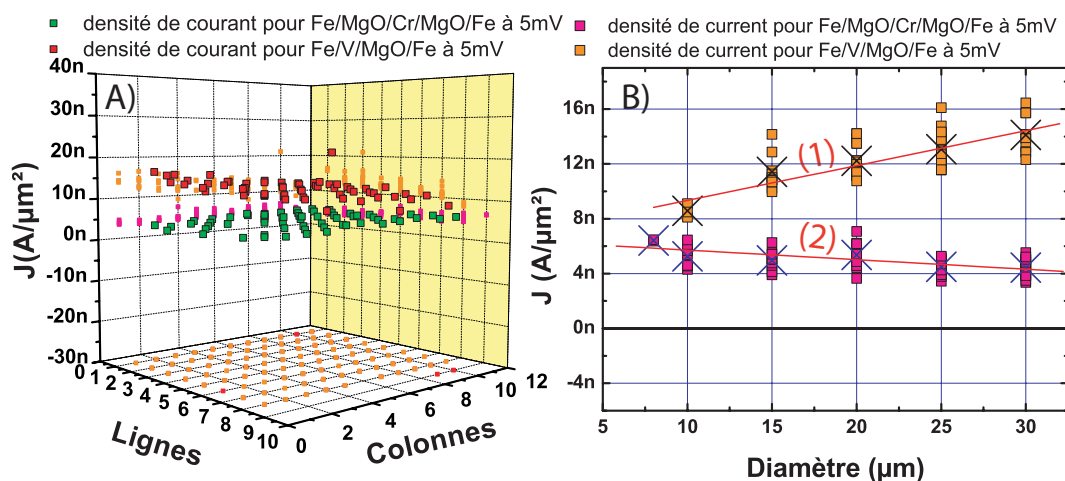 densité de courant pour Fe/MgO/Cr/MgO/Fe à 5mV
densité de courant pour Fe/V/MgO/Fe à 5mV
A)
J(A/µm²)
40n
30n
20n
10n
0n
-10n
-20n
-30n
0 1 2 3 4 5 6 7 8 9 10
Lignes
0 2 4 6 8 10 12
Colonnes
densité de current pour Fe/MgO/Cr/MgO/Fe à 5mV
densité de current pour Fe/V/MgO/Fe à 5mV
B)
J (A/µm²)
16n
12n
8n
4n
0n
-4n
(1)
(2)
10 15 20 25 30
Diamètre (µm)